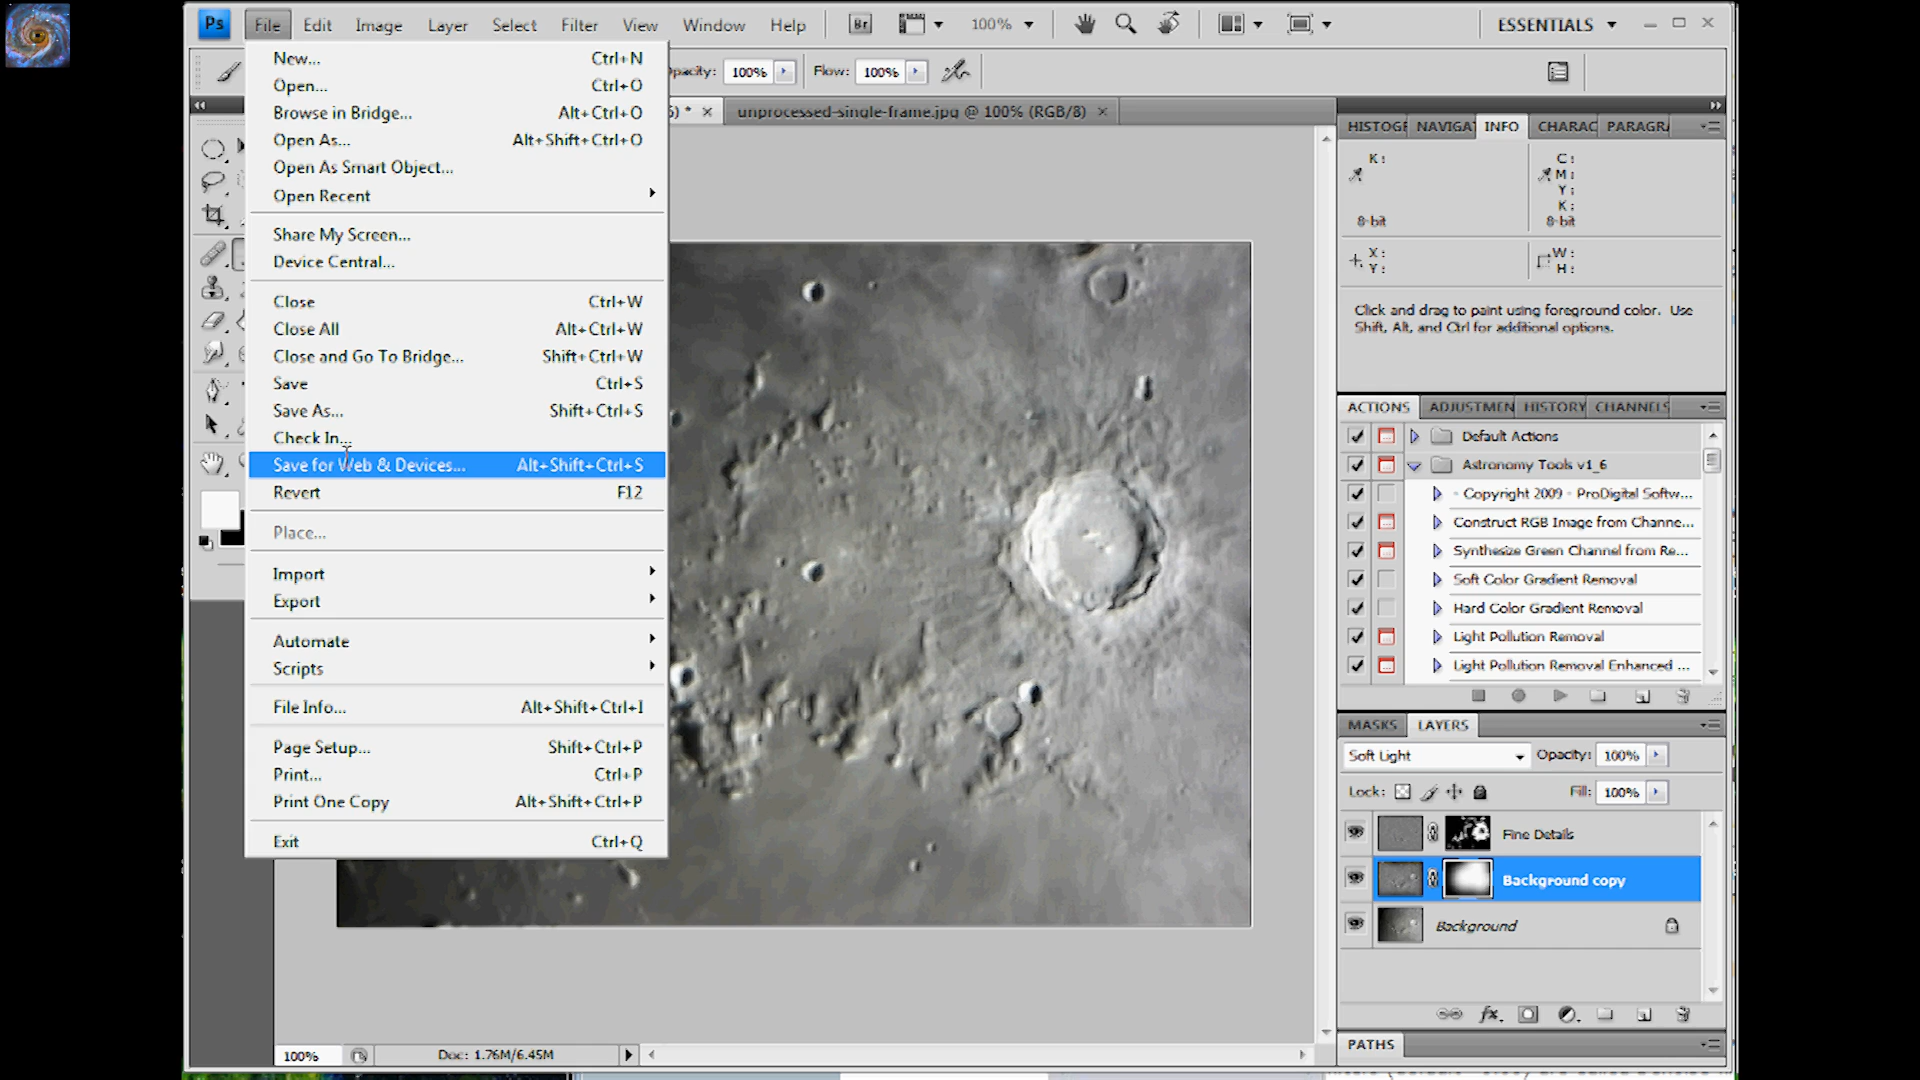 Ps File Edit Image Layer Select Filter View Window Help Br 100% ESSENTIALS
New... Ctrl+N
Open... Ctrl+O
Browse in Bridge... Alt+Ctrl+O
Open As... Alt+Shift+Ctrl+O
Open As Smart Object...
Open Recent
Share My Screen...
Device Central...
Close Ctrl+W
Close All Alt+Ctrl+W
Close and Go To Bridge... Shift+Ctrl+W
Save Ctrl+S
Save As... Shift+Ctrl+S
Check In...
Save for Web & Devices... Alt+Shift+Ctrl+S
Revert F12
Place...
Import
Export
Automate
Scripts
File Info... Alt+Shift+Ctrl+I
Page Setup... Shift+Ctrl+P
Print... Ctrl+P
Print One Copy Alt+Shift+Ctrl+P
Exit Ctrl+Q
pacity: 100% Flow: 100%
) * unprocessed-single-frame.jpg @ 100% (RGB/8)
HISTOGR NAVIGAT INFO CHARAC PARAGRA
K: C:
M:
Y:
K:
8-bit 8-bit
X: W:
Y: H:
Click and drag to paint using foreground color. Use
Shift, Alt, and Ctrl for additional options.
ACTIONS ADJUSTMEN HISTORY CHANNELS
Default Actions
Astronomy Tools v1_6
- Copyright 2009 - ProDigital Softw...
Construct RGB Image from Channe...
Synthesize Green Channel from Re...
Soft Color Gradient Removal
Hard Color Gradient Removal
Light Pollution Removal
Light Pollution Removal Enhanced ...
MASKS LAYERS
Soft Light Opacity: 100%
Lock: Fill: 100%
Fine Details
Background copy
Background
fx
PATHS
100% Doc: 1.76M/6.45M